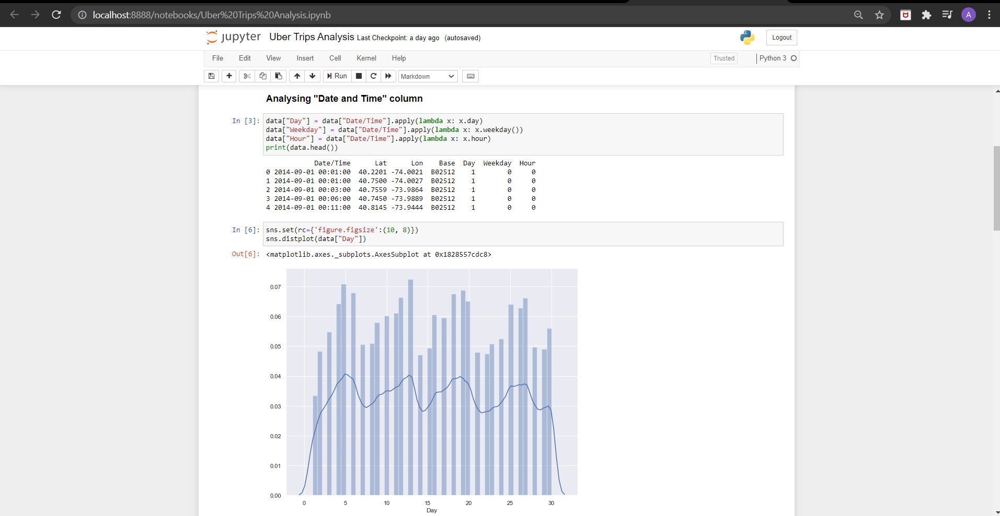 localhost:8888/notebooks/Uber%20Trips%20Analysis.ipynb
A
jupyter Uber Trips Analysis Last Checkpoint: a day ago (autosaved)
Logout
File Edit View Insert Cell Kernel Help
Trusted
Python 3
Run
Markdown
Analysing "Date and Time" column
In [3]: data["Day"] = data["Date/Time"].apply(lambda x: x.day)
data["Weekday"] = data["Date/Time"].apply(lambda x: x.weekday())
data["Hour"] = data["Date/Time"].apply(lambda x: x.hour)
print(data.head())
Date/Time Lat Lon Base Day Weekday Hour
0 2014-09-01 00:01:00 40.2201 -74.0021 B02512 1 0 0
1 2014-09-01 00:01:00 40.7500 -74.0027 B02512 1 0 0
2 2014-09-01 00:03:00 40.7559 -73.9864 B02512 1 0 0
3 2014-09-01 00:06:00 40.7450 -73.9889 B02512 1 0 0
4 2014-09-01 00:11:00 40.8145 -73.9444 B02512 1 0 0
In [6]: sns.set(rc={'figure.figsize':(10, 8)})
sns.distplot(data["Day"])
Out[6]: <matplotlib.axes._subplots.AxesSubplot at 0x1828557cdc8>
0.07
0.06
0.05
0.04
0.03
0.02
0.01
0.00
0 5 10 15 20 25 30
Day